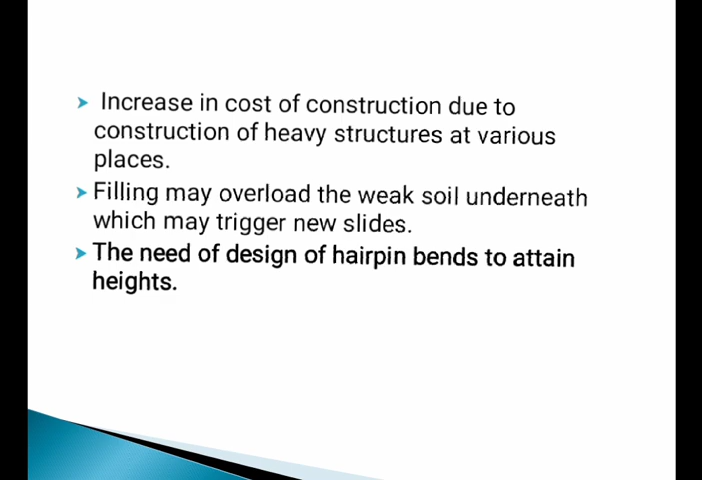 Increase in cost of construction due to
construction of heavy structures at various
places.
Filling may overload the weak soil underneath
which may trigger new slides.
The need of design of hairpin bends to attain
heights.